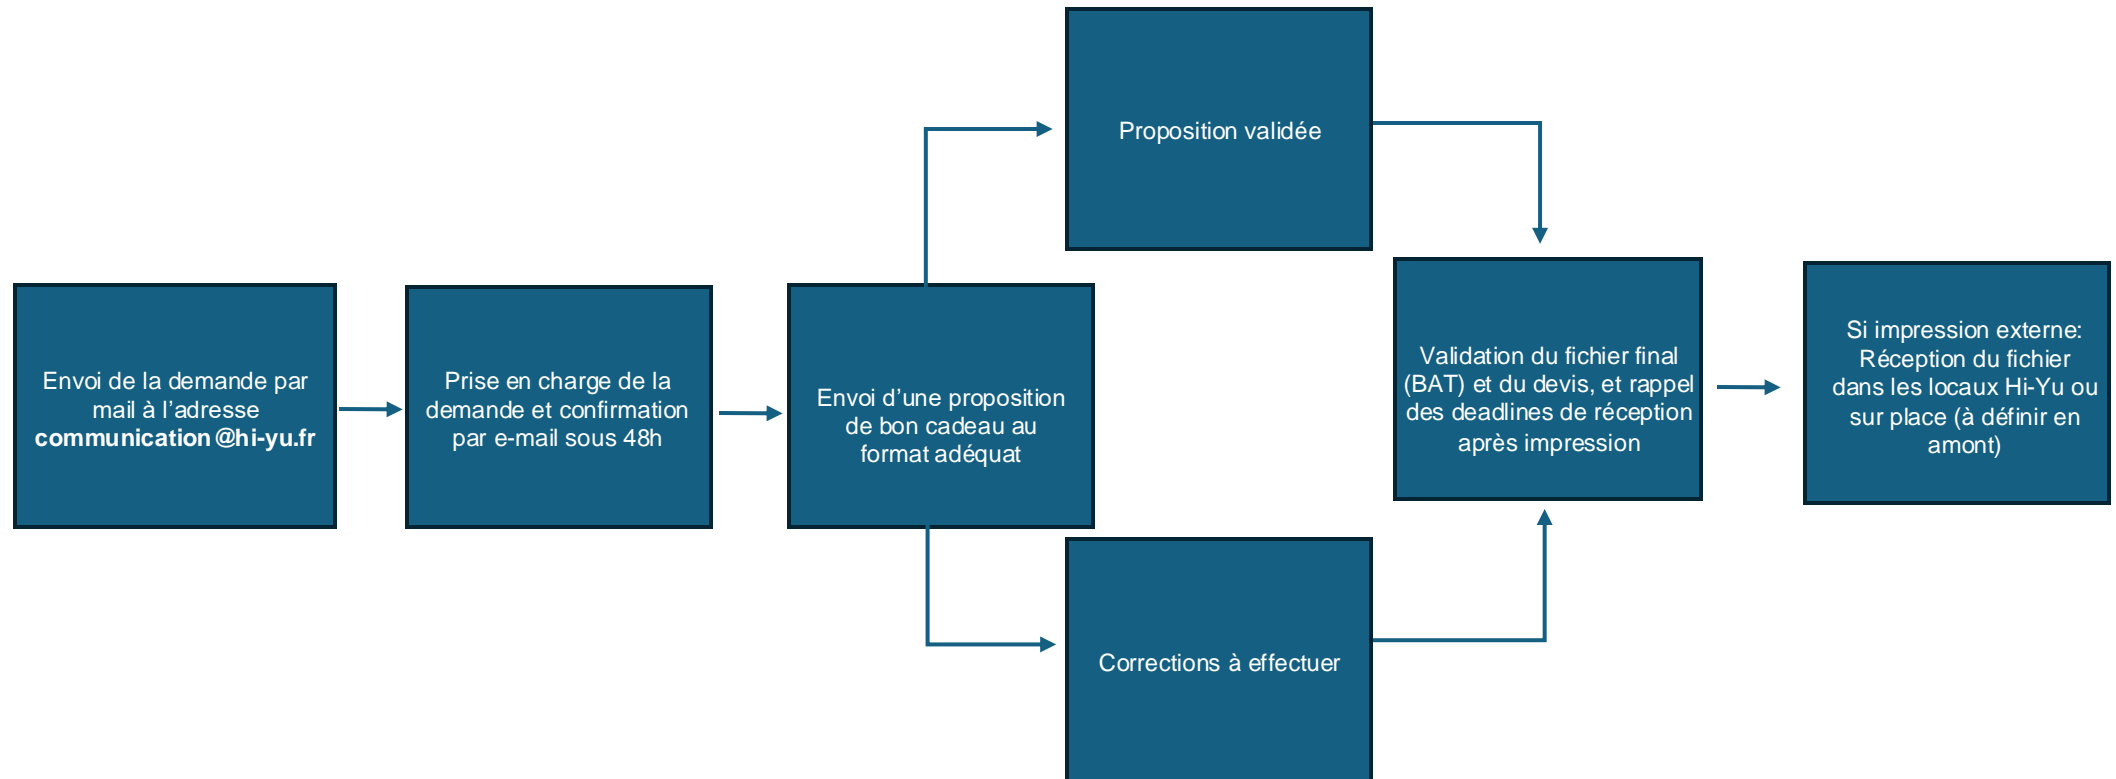 Envoi de la demande par
mail à l’adresse
communication@hi-yu.fr
Prise en charge de la
demande et confirmation
par e-mail sous 48h
Envoi d’une proposition
de bon cadeau au
format adéquat
Proposition validée
Corrections à effectuer
Validation du fichier final
(BAT) et du devis, et rappel
des deadlines de réception
après impression
Si impression externe:
Réception du fichier
dans les locaux Hi-Yu ou
sur place (à définir en
amont)